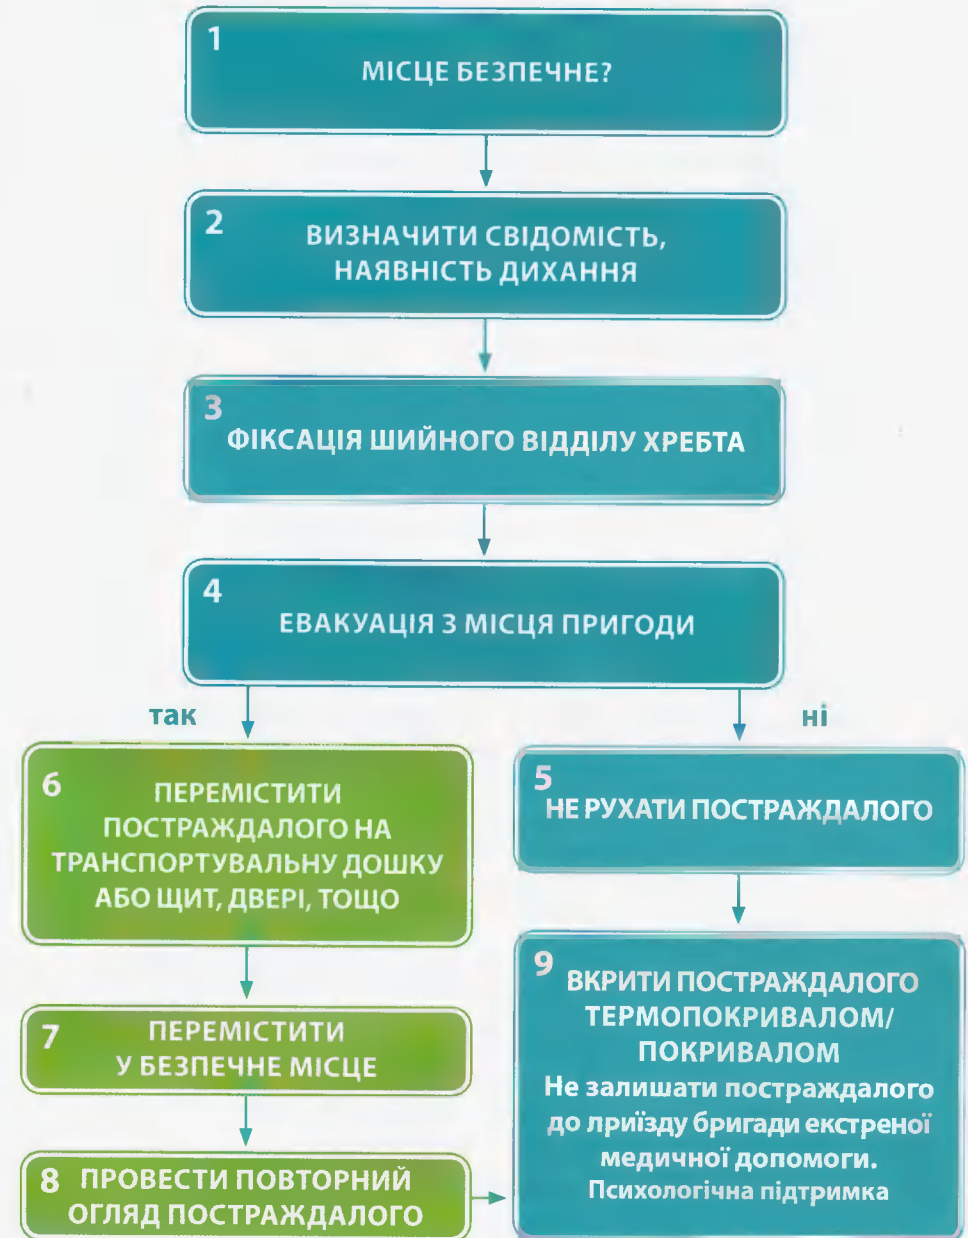 1
МІСЦЕ БЕЗПЕЧНЕ?
2
ВИЗНАЧИТИ СВІДОМІСТЬ,
НАЯВНІСТЬ ДИХАННЯ
3
ФІКСАЦІЯ ШИЙНОГО ВІДДІЛУ ХРЕБТА
4
ЕВАКУАЦІЯ З МІСЦЯ ПРИГОДИ
так
ні
6
ПЕРЕМІСТИТИ
ПОСТРАЖДАЛОГО НА
ТРАНСПОРТУВАЛЬНУ ДОШКУ
АБО ЩИТ, ДВЕРІ, ТОЩО
5
НЕ РУХАТИ ПОСТРАЖДАЛОГО
7
ПЕРЕМІСТИТИ
У БЕЗПЕЧНЕ МІСЦЕ
8 ПРОВЕСТИ ПОВТОРНИЙ
ОГЛЯД ПОСТРАЖДАЛОГО
9
ВКРИТИ ПОСТРАЖДАЛОГО
ТЕРМОПОКРИВАЛОМ/
ПОКРИВАЛОМ
Не залишати постраждалого
до лриїзду бригади екстреної
медичної допомоги.
Психологічна підтримка